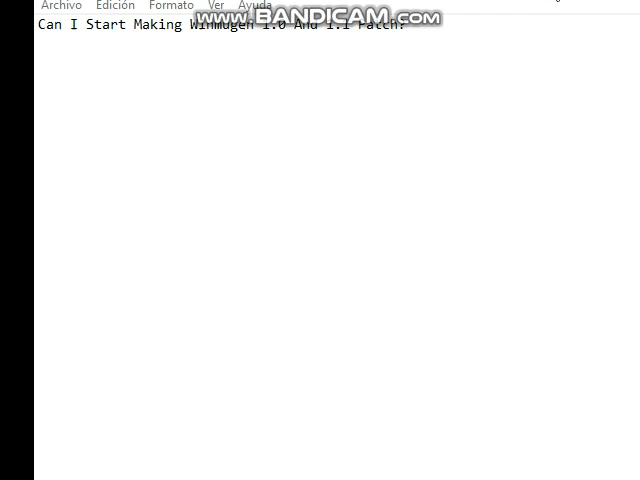 Archivo Edición Formato Ver Ayuda
www.BANDICAM.com
Can I Start Making Winmugen 1.0 And 1.1 Patch?